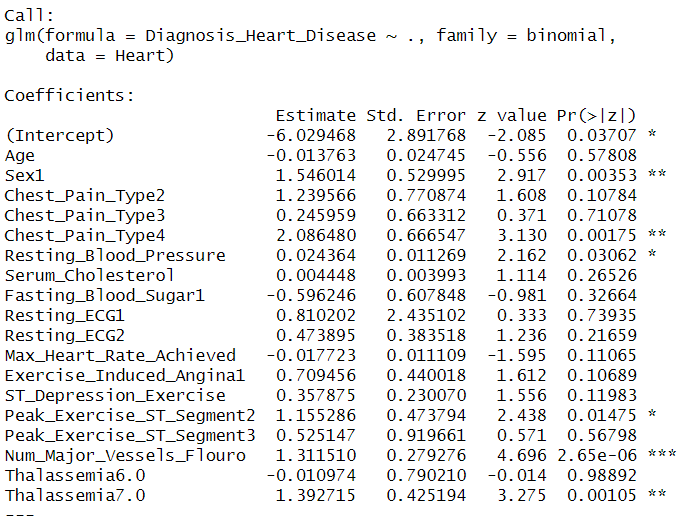 Call:
glm(formula = Diagnosis_Heart_Disease ~ ., family = binomial,
    data = Heart)
Coefficients:
                           Estimate Std. Error z value Pr(>|z|)
(Intercept)               -6.029468   2.891768  -2.085  0.03707 *
Age                       -0.013763   0.024745  -0.556  0.57808
Sex1                       1.546014   0.529995   2.917  0.00353 **
Chest_Pain_Type2           1.239566   0.770874   1.608  0.10784
Chest_Pain_Type3           0.245959   0.663312   0.371  0.71078
Chest_Pain_Type4           2.086480   0.666547   3.130  0.00175 **
Resting_Blood_Pressure     0.024364   0.011269   2.162  0.03062 *
Serum_Cholesterol          0.004448   0.003993   1.114  0.26526
Fasting_Blood_Sugar1      -0.596246   0.607848  -0.981  0.32664
Resting_ECG1               0.810202   2.435102   0.333  0.73935
Resting_ECG2               0.473895   0.383518   1.236  0.21659
Max_Heart_Rate_Achieved   -0.017723   0.011109  -1.595  0.11065
Exercise_Induced_Angina1   0.709456   0.440018   1.612  0.10689
ST_Depression_Exercise     0.357875   0.230070   1.556  0.11983
Peak_Exercise_ST_Segment2  1.155286   0.473794   2.438  0.01475 *
Peak_Exercise_ST_Segment3  0.525147   0.919661   0.571  0.56798
Num_Major_Vessels_Flouro   1.311510   0.279276   4.696 2.65e-06 ***
Thalassemia6.0            -0.010974   0.790210  -0.014  0.98892
Thalassemia7.0             1.392715   0.425194   3.275  0.00105 **
---